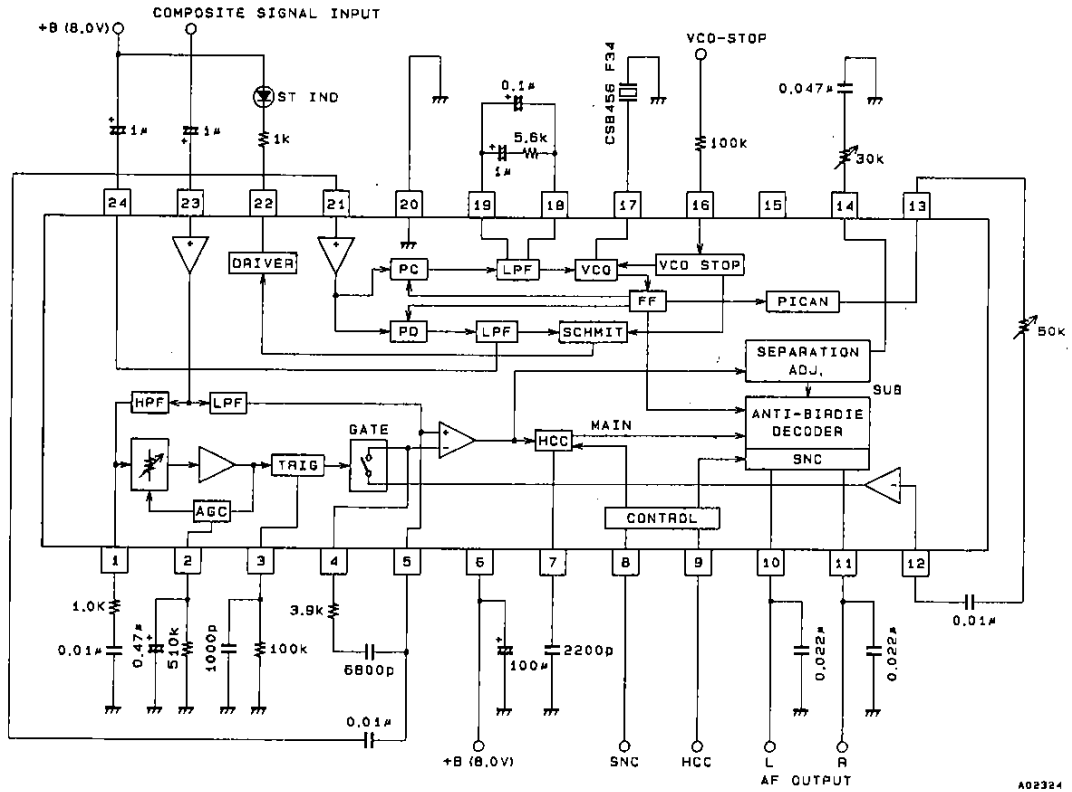 COMPOSITE SIGNAL INPUT
+B (8.0V)
VCO-STOP
ST IND
1μ
1μ
1k
0.1μ
5.6k
1μ
CSB456 F34
100k
0.047μ
30k
24
23
22
21
20
19
18
17
16
15
14
13
DRIVER
PC
LPF
VCO
VCO STOP
FF
PICAN
PD
LPF
SCHMIT
50k
SEPARATION
ADJ.
SUB
HPF
LPF
ANTI-BIRDIE
DECODER
SNC
GATE
HCC
MAIN
TRIG
AGC
CONTROL
1
2
3
4
5
6
7
8
9
10
11
12
1.0K
0.01μ
0.47μ
510k
1000p
100k
3.9k
6800p
0.01μ
100μ
2200p
0.022μ
0.022μ
0.01μ
+B (8.0V)
SNC
HCC
L
R
AF OUTPUT
A02324